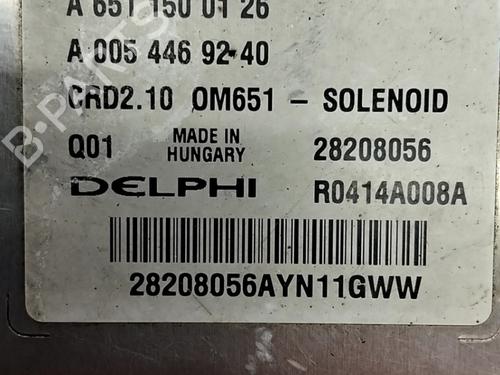 A 651 150 01 26
A 005 446 92-40
CRD2.10 OM651 - SOLENOID
Q01 MADE IN HUNGARY 28208056
DELPHI R0414A008A
28208056AYN11GWW
B-PARTS